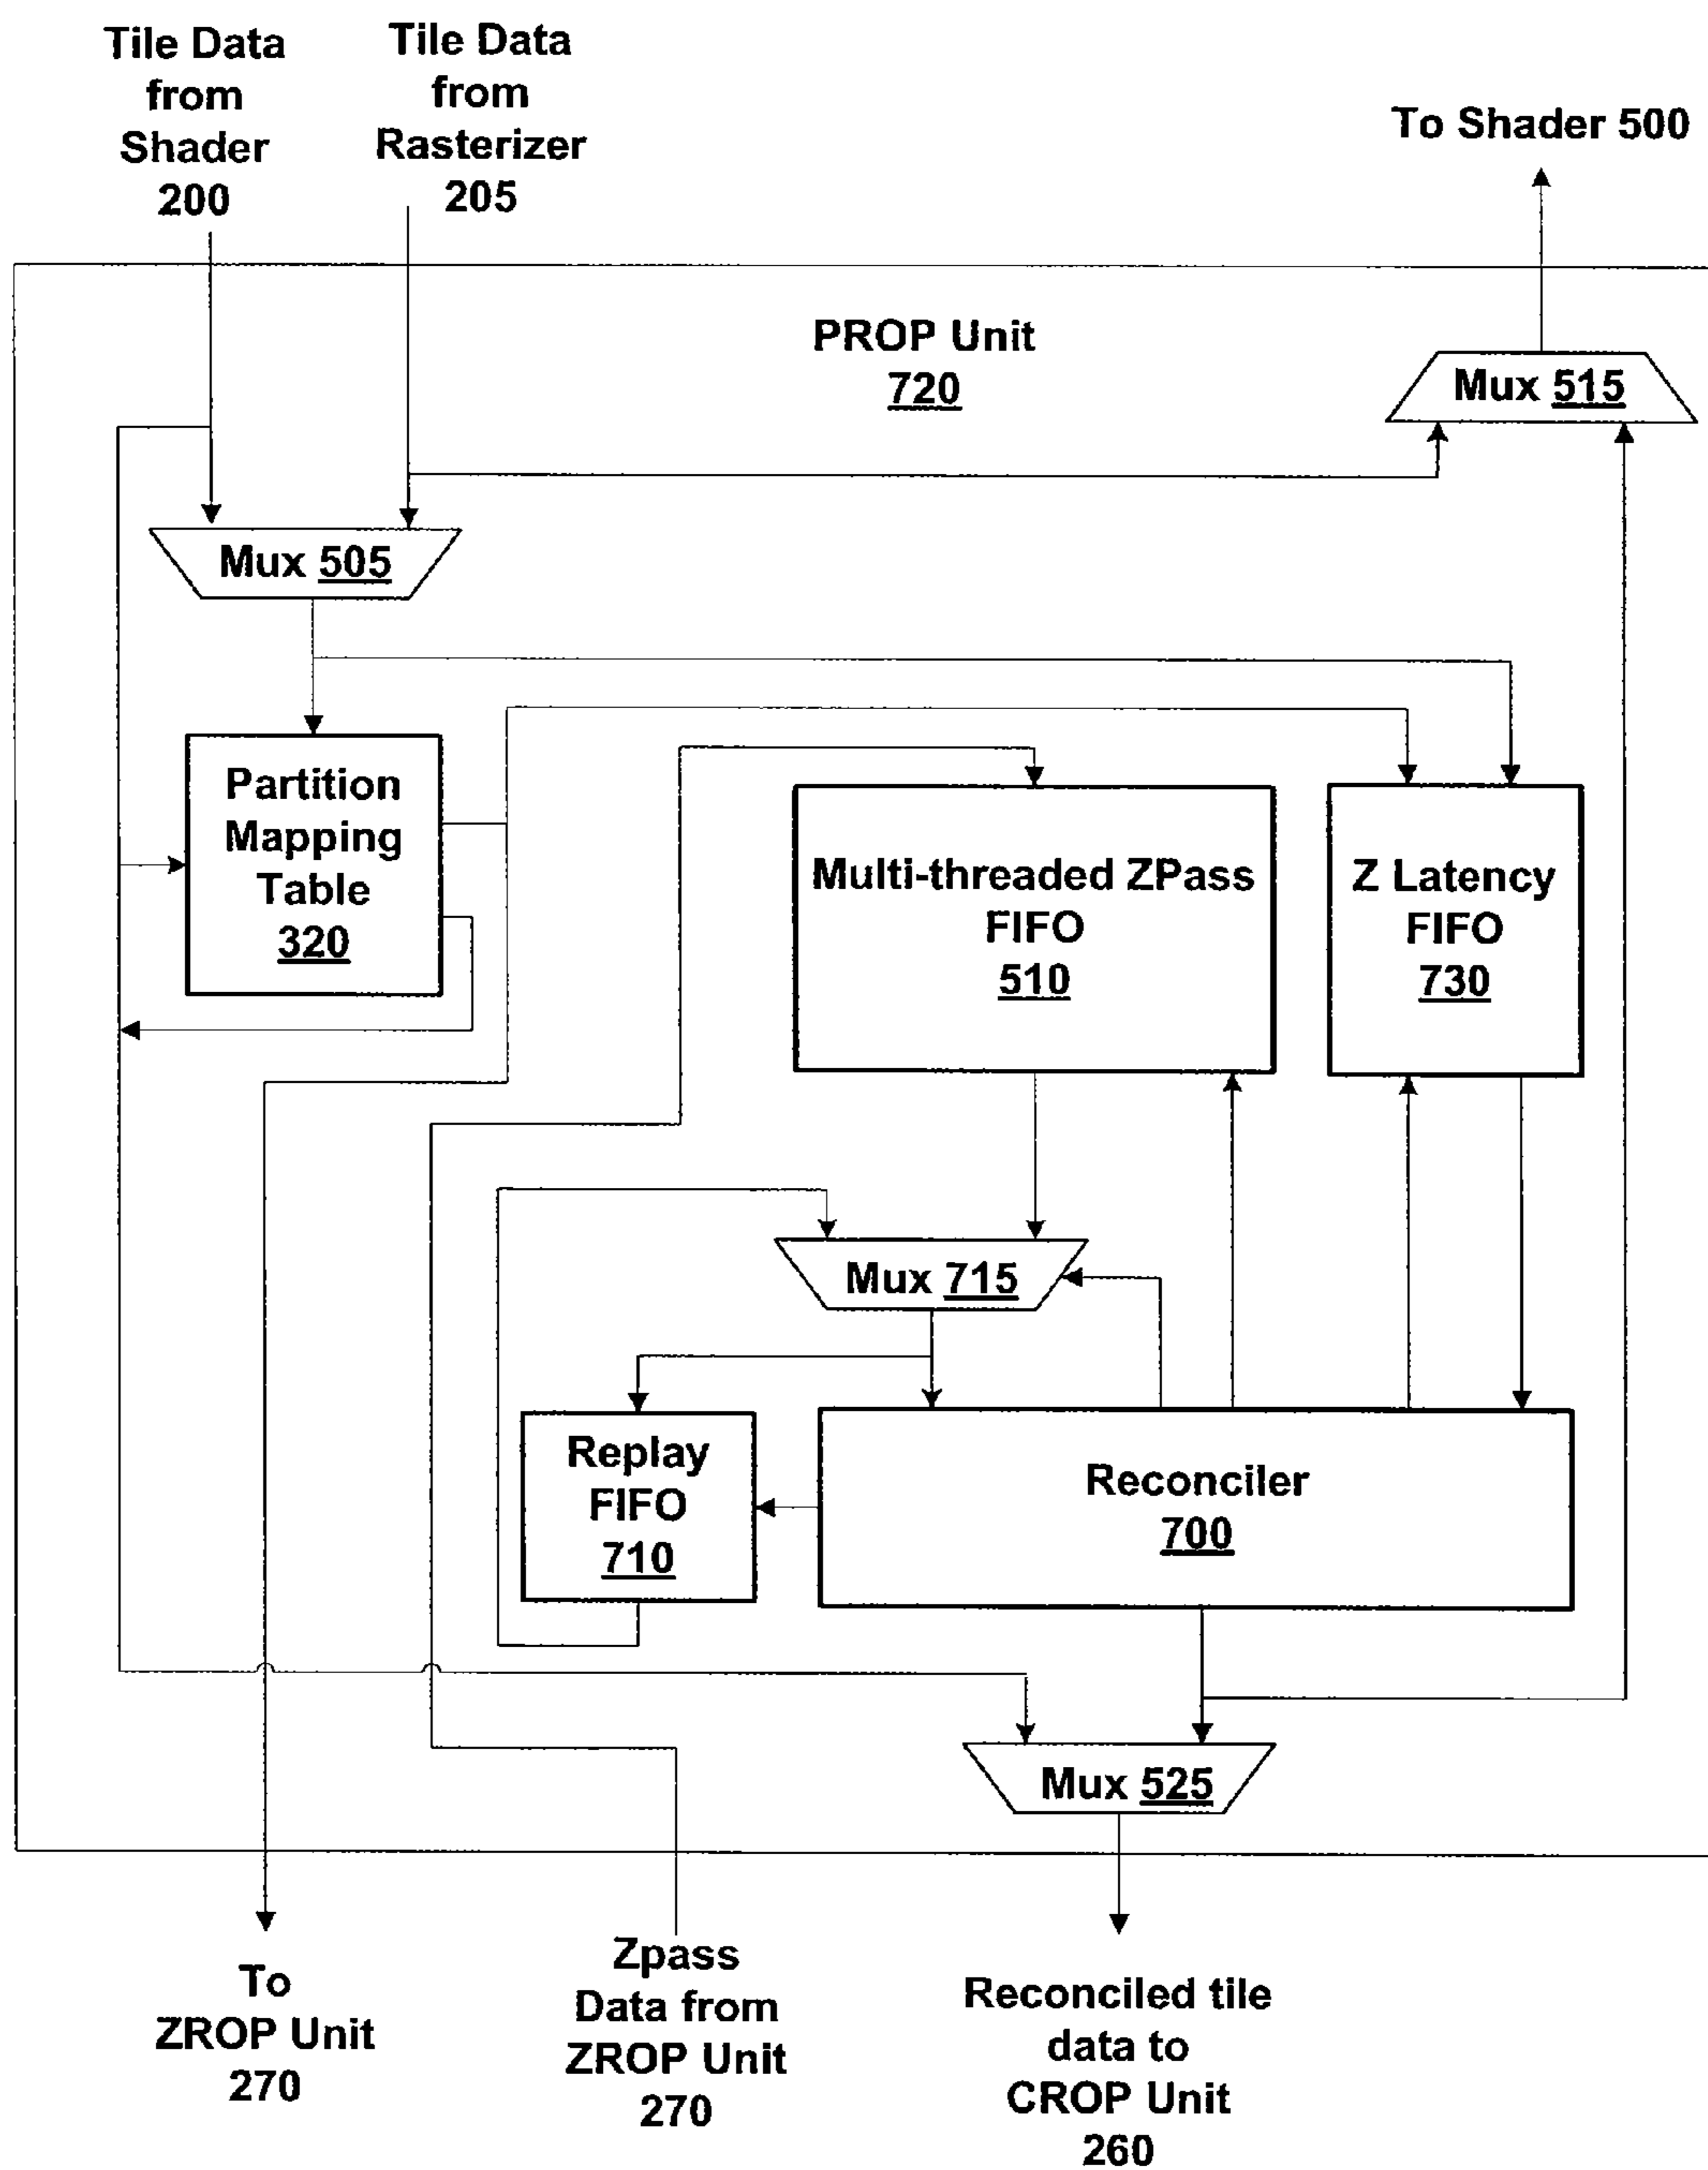 Tile Data
from
Shader
200
Tile Data
from
Rasterizer
205
To Shader 500
PROP Unit
720
Mux 515
Mux 505
Partition
Mapping
Table
320
Multi-threaded ZPass
FIFO
510
Z Latency
FIFO
730
Mux 715
Replay
FIFO
710
Reconciler
700
Mux 525
To
ZROP Unit
270
Zpass
Data from
ZROP Unit
270
Reconciled tile
data to
CROP Unit
260